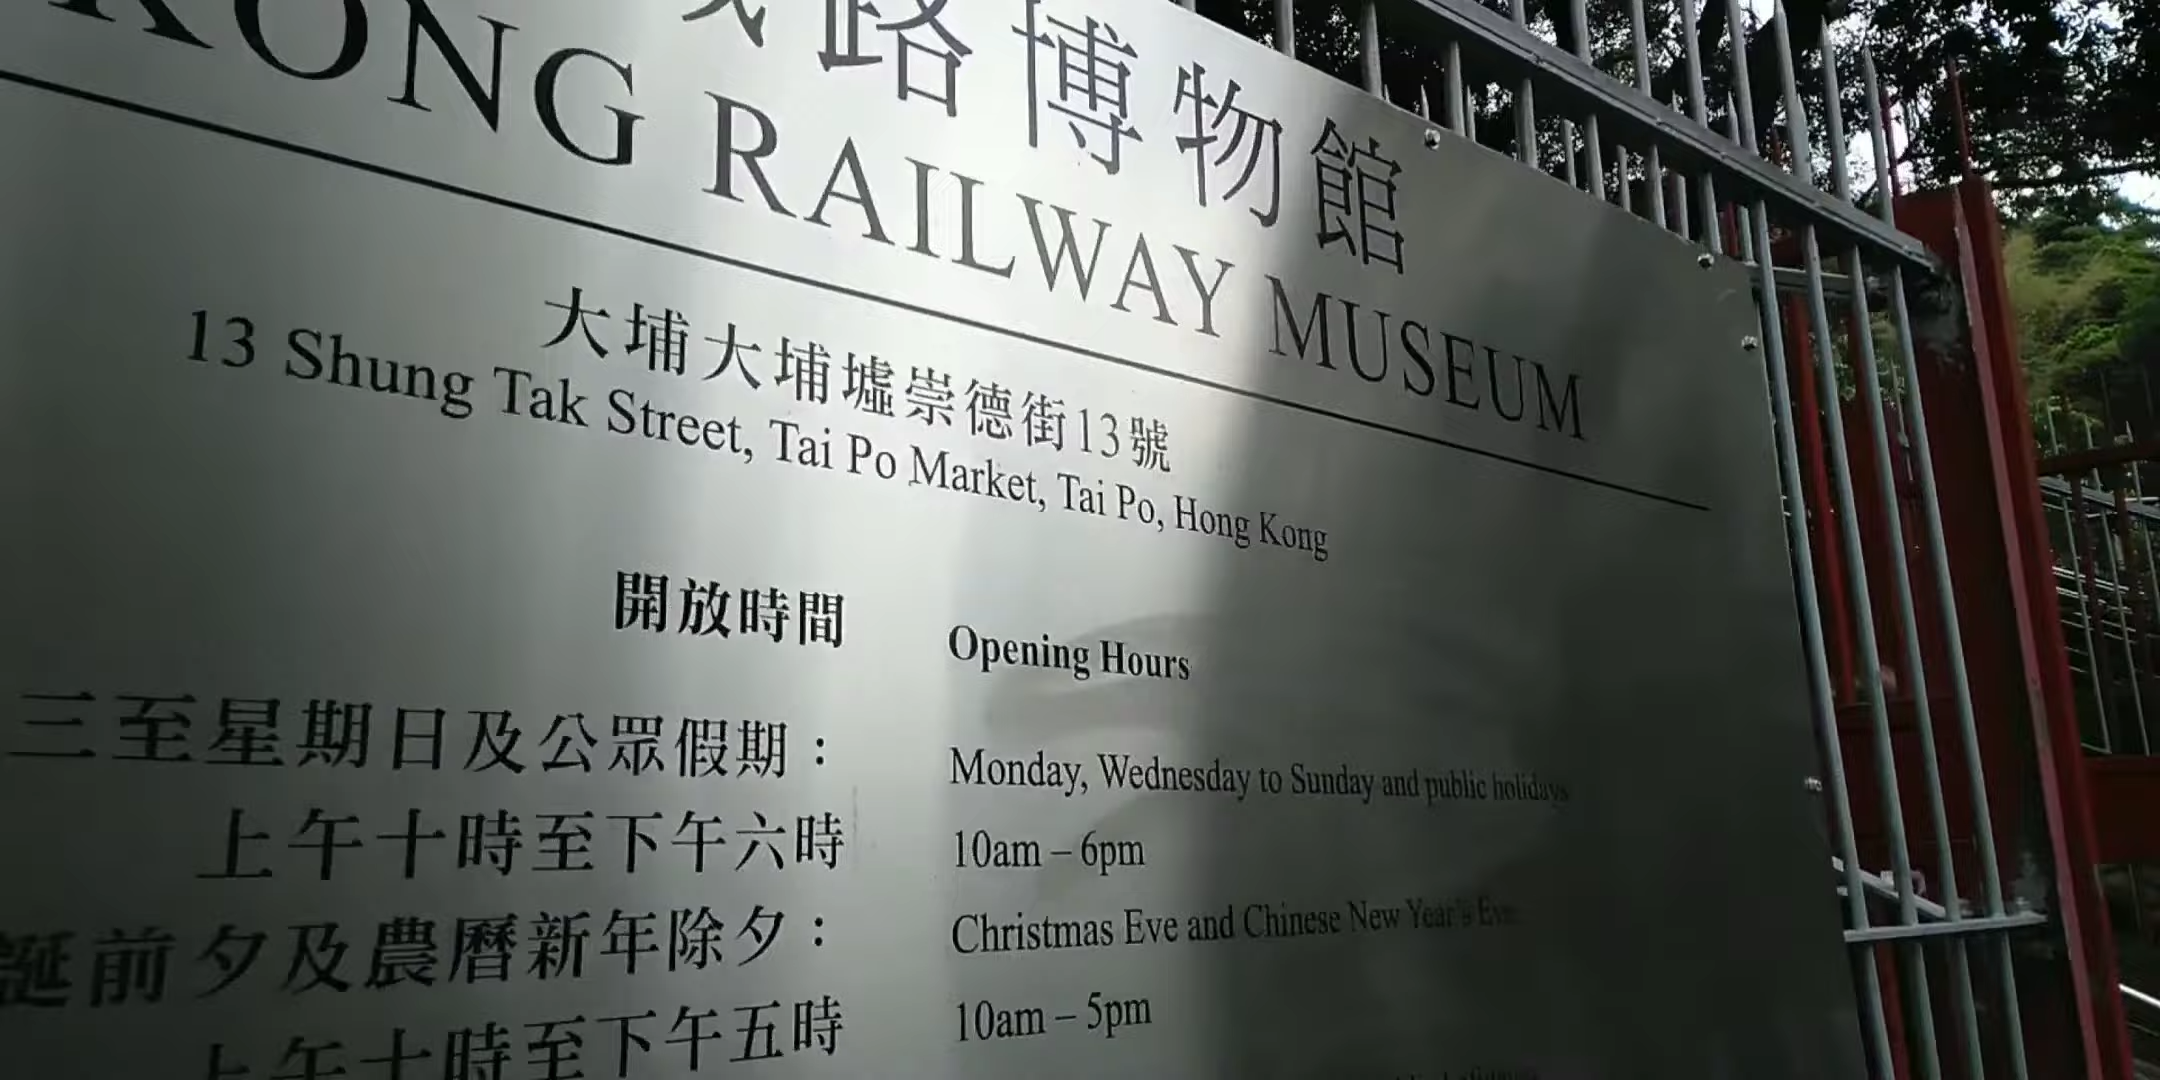 路博物館
KONG RAILWAY MUSEUM
大埔大埔墟崇德街13號
13 Shung Tak Street, Tai Po Market, Tai Po, Hong Kong
開放時間
Opening Hours
三至星期日及公眾假期：
Monday, Wednesday to Sunday and public holidays
上午十時至下午六時
10am – 6pm
誕前夕及農曆新年除夕：
Christmas Eve and Chinese New Year's Eve
上午十時至下午五時
10am – 5pm